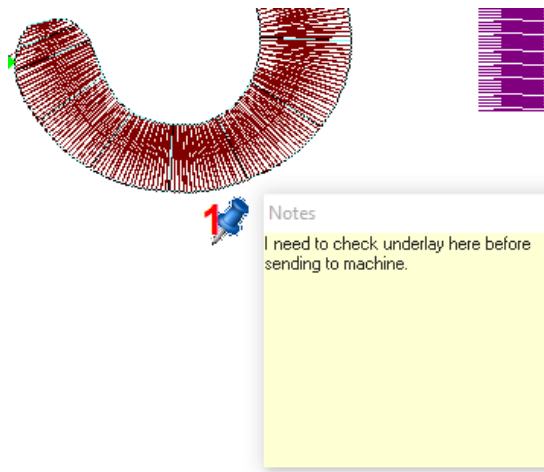 1
Notes
I need to check underlay here before
sending to machine.